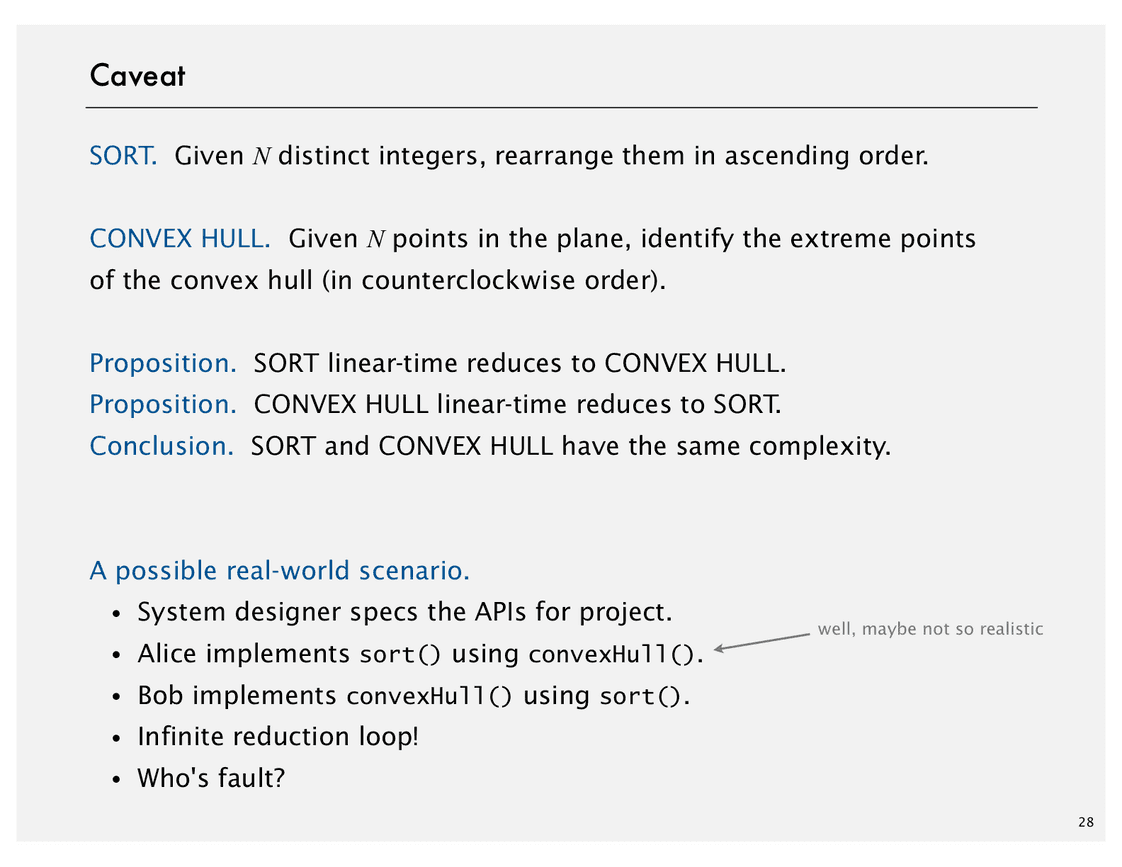 Caveat
SORT. Given N distinct integers, rearrange them in ascending order.
CONVEX HULL. Given N points in the plane, identify the extreme points
of the convex hull (in counterclockwise order).
Proposition. SORT linear-time reduces to CONVEX HULL.
Proposition. CONVEX HULL linear-time reduces to SORT.
Conclusion. SORT and CONVEX HULL have the same complexity.
A possible real-world scenario.
• System designer specs the APIs for project.
well, maybe not so realistic
• Alice implements sort() using convexHull().
• Bob implements convexHull() using sort().
• Infinite reduction loop!
• Who's fault?
28